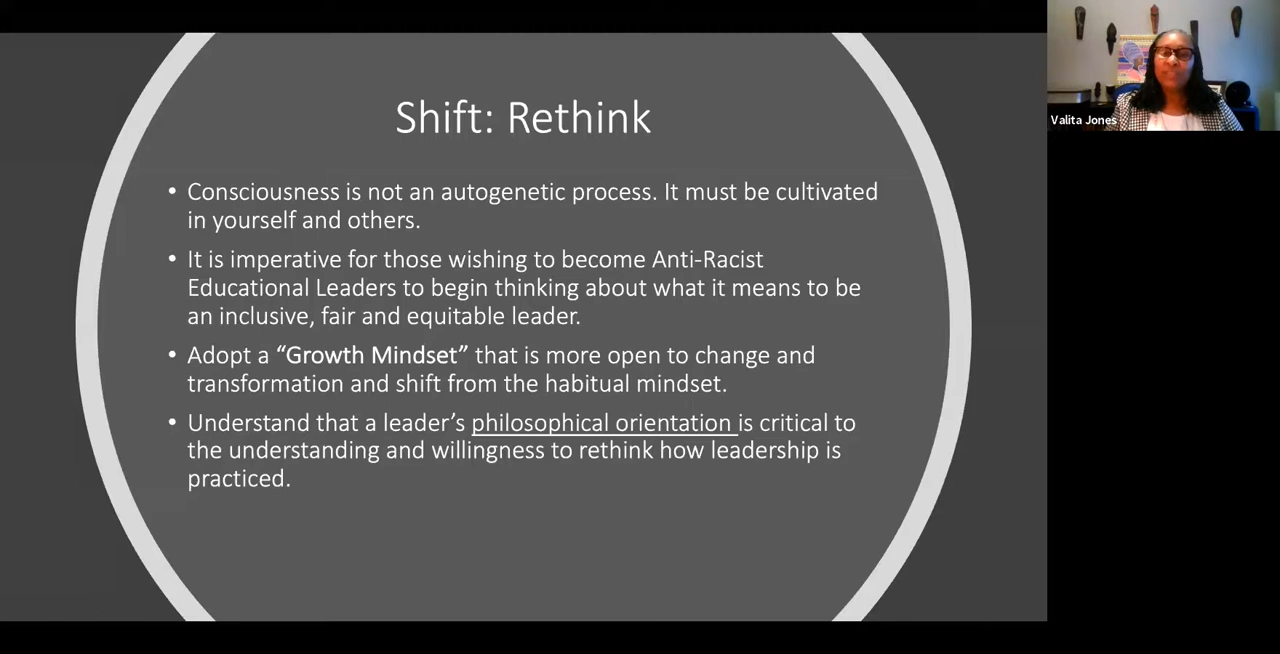 Shift: Rethink
• Consciousness is not an autogenetic process. It must be cultivated
in yourself and others.
• It is imperative for those wishing to become Anti-Racist
Educational Leaders to begin thinking about what it means to be
an inclusive, fair and equitable leader.
• Adopt a “Growth Mindset” that is more open to change and
transformation and shift from the habitual mindset.
• Understand that a leader’s philosophical orientation is critical to
the understanding and willingness to rethink how leadership is
practiced.
Valita Jones